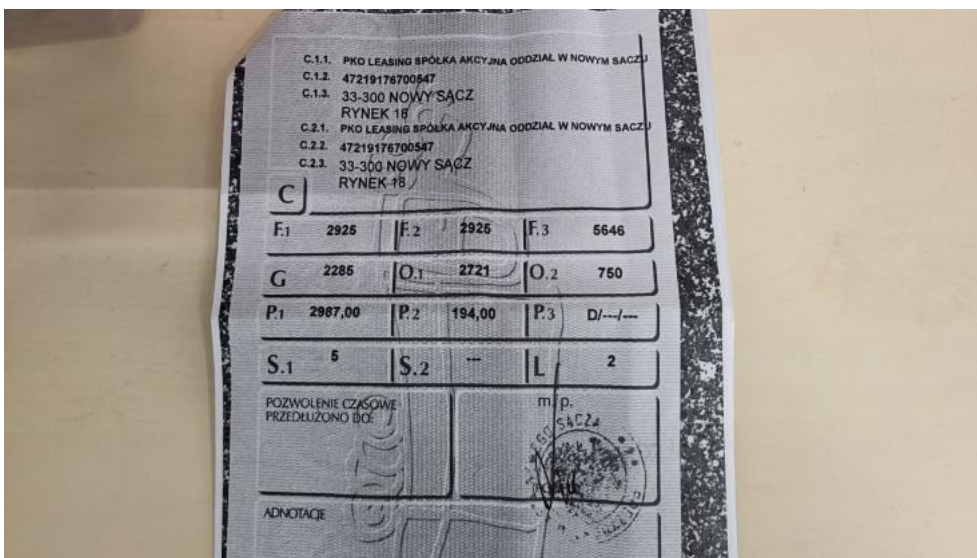 C.1.1. PKO LEASING SPÓŁKA AKCYJNA ODDZIAŁ W NOWYM SĄCZU
C.1.2. 47219176700547
C.1.3. 33-300 NOWY SĄCZ
RYNEK 18
C.2.1. PKO LEASING SPÓŁKA AKCYJNA ODDZIAŁ W NOWYM SĄCZU
C.2.2. 47219176700547
C.2.3. 33-300 NOWY SĄCZ
RYNEK 18
C
F.1 2925 F.2 2925 F.3 5646
G 2285 O.1 2721 O.2 750
P.1 2987,00 P.2 194,00 P.3 D/---/---
S.1 5 S.2 --- L 2
POZWOLENIE CZASOWE m.p.
PRZEDŁUŻONO DO:
SĄCZA
ADNOTACJE